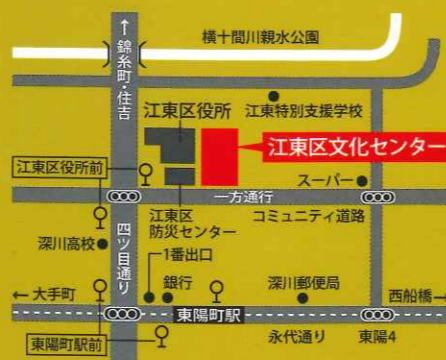 横十間川親水公園
↑錦糸町・住吉
江東区役所
江東特別支援学校
江東区文化センター
江東区役所前
スーパー
一方通行
江東区
防災センター
コミュニティ道路
四ツ目通り
深川高校
1番出口
銀行
深川郵便局
←大手町
西船橋→
東陽町駅
東陽町駅前
永代通り
東陽4